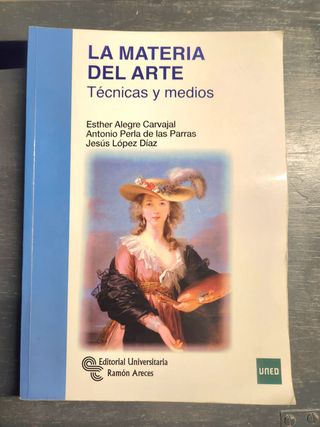 LA MATERIA
DEL ARTE
Técnicas y medios
Esther Alegre Carvajal
Antonio Perla de las Parras
Jesús López Díaz
Editorial Universitaria
Ramón Areces
UNED